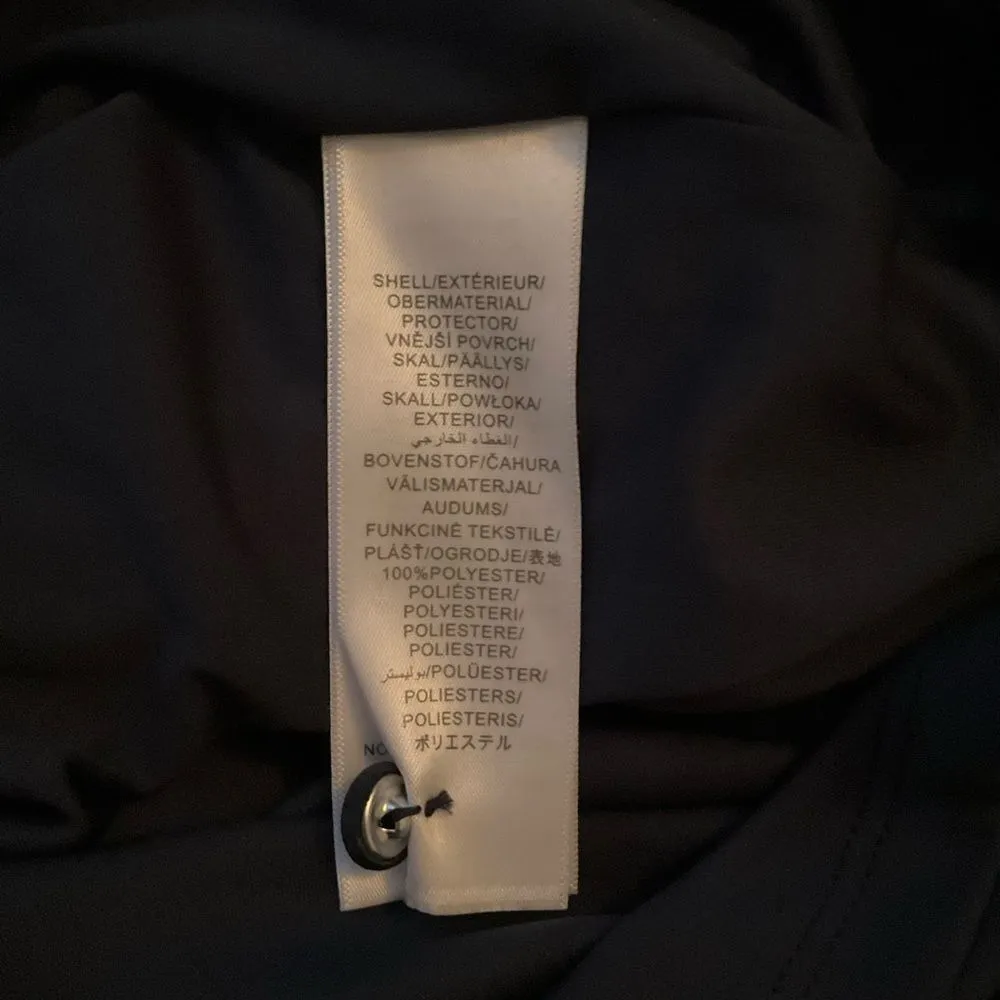 SHELL/EXTÉRIEUR/
OBERMATERIAL/
PROTECTOR/
VNĚJŠÍ POVRCH/
SKAL/PÄÄLLYS/
ESTERNO/
SKALL/POWŁOKA/
EXTERIOR/
الغطاء الخارجي/
BOVENSTOF/ČAHURA
VÄLISMATERJAL/
AUDUMS/
FUNKCINĖ TEKSTILĖ/
PLÁŠŤ/OGRODJE/表地
100%POLYESTER/
POLIÉSTER/
POLYESTERI/
POLIESTERE/
POLIESTER/
بوليستر/POLÜESTER/
POLIESTERS/
POLIESTERIS/
ポリエステル